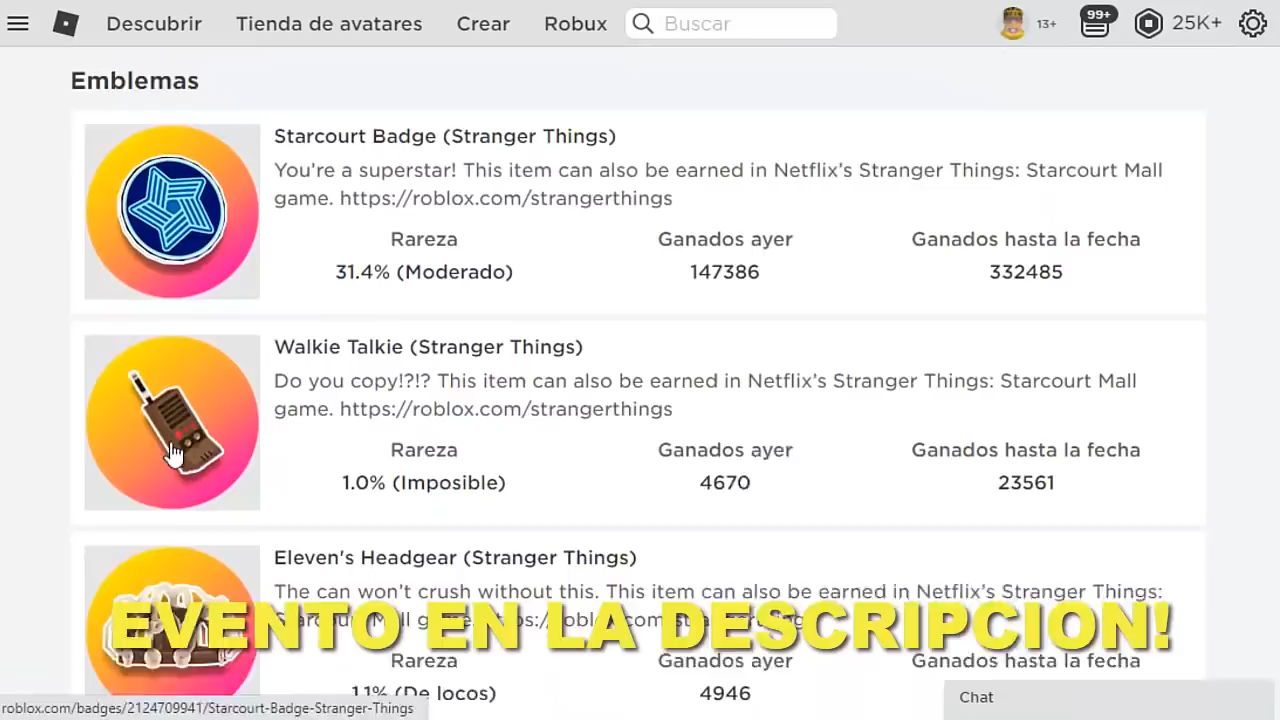 Descubrir Tienda de avatares Crear Robux Buscar 13+ 99+ 25K+
Emblemas
Starcourt Badge (Stranger Things)
You're a superstar! This item can also be earned in Netflix's Stranger Things: Starcourt Mall
game. https://roblox.com/strangerthings
Rareza Ganados ayer Ganados hasta la fecha
31.4% (Moderado) 147386 332485
Walkie Talkie (Stranger Things)
Do you copy!?!? This item can also be earned in Netflix's Stranger Things: Starcourt Mall
game. https://roblox.com/strangerthings
Rareza Ganados ayer Ganados hasta la fecha
1.0% (Imposible) 4670 23561
Eleven's Headgear (Stranger Things)
The can won't crush without this. This item can also be earned in Netflix's Stranger Things:
EVENTO EN LA DESCRIPCION!
Rareza Ganados ayer Ganados hasta la fecha
1.1% (De locos) 4946
Chat
roblox.com/badges/2124709941/Starcourt-Badge-Stranger-Things